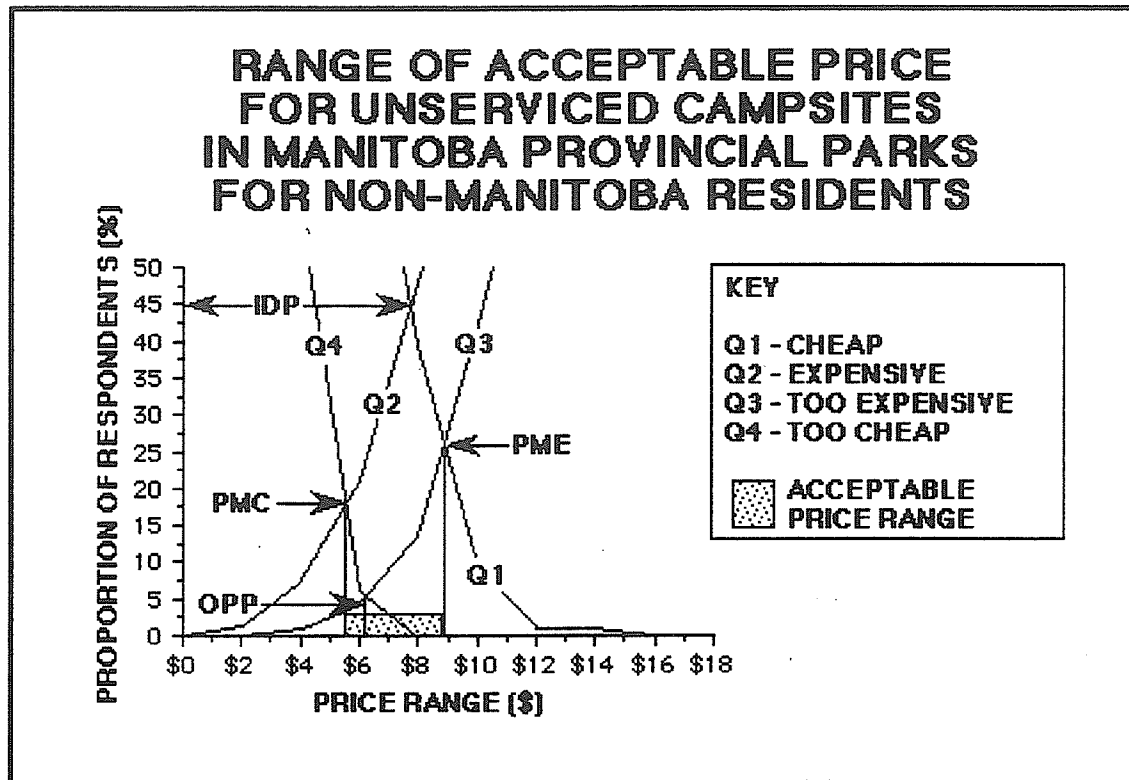 RANGE OF ACCEPTABLE PRICE
FOR UNSERVICED CAMPSITES
IN MANITOBA PROVINCIAL PARKS
FOR NON-MANITOBA RESIDENTS
PROPORTION OF RESPONDENTS (%)
50
45
40
35
30
25
20
15
10
5
0
IDP
Q4
Q3
Q2
PME
PMC
Q1
OPP
$0 $2 $4 $6 $8 $10 $12 $14 $16 $18
PRICE RANGE ($)
KEY
Q1 - CHEAP
Q2 - EXPENSIVE
Q3 - TOO EXPENSIVE
Q4 - TOO CHEAP
ACCEPTABLE
PRICE RANGE